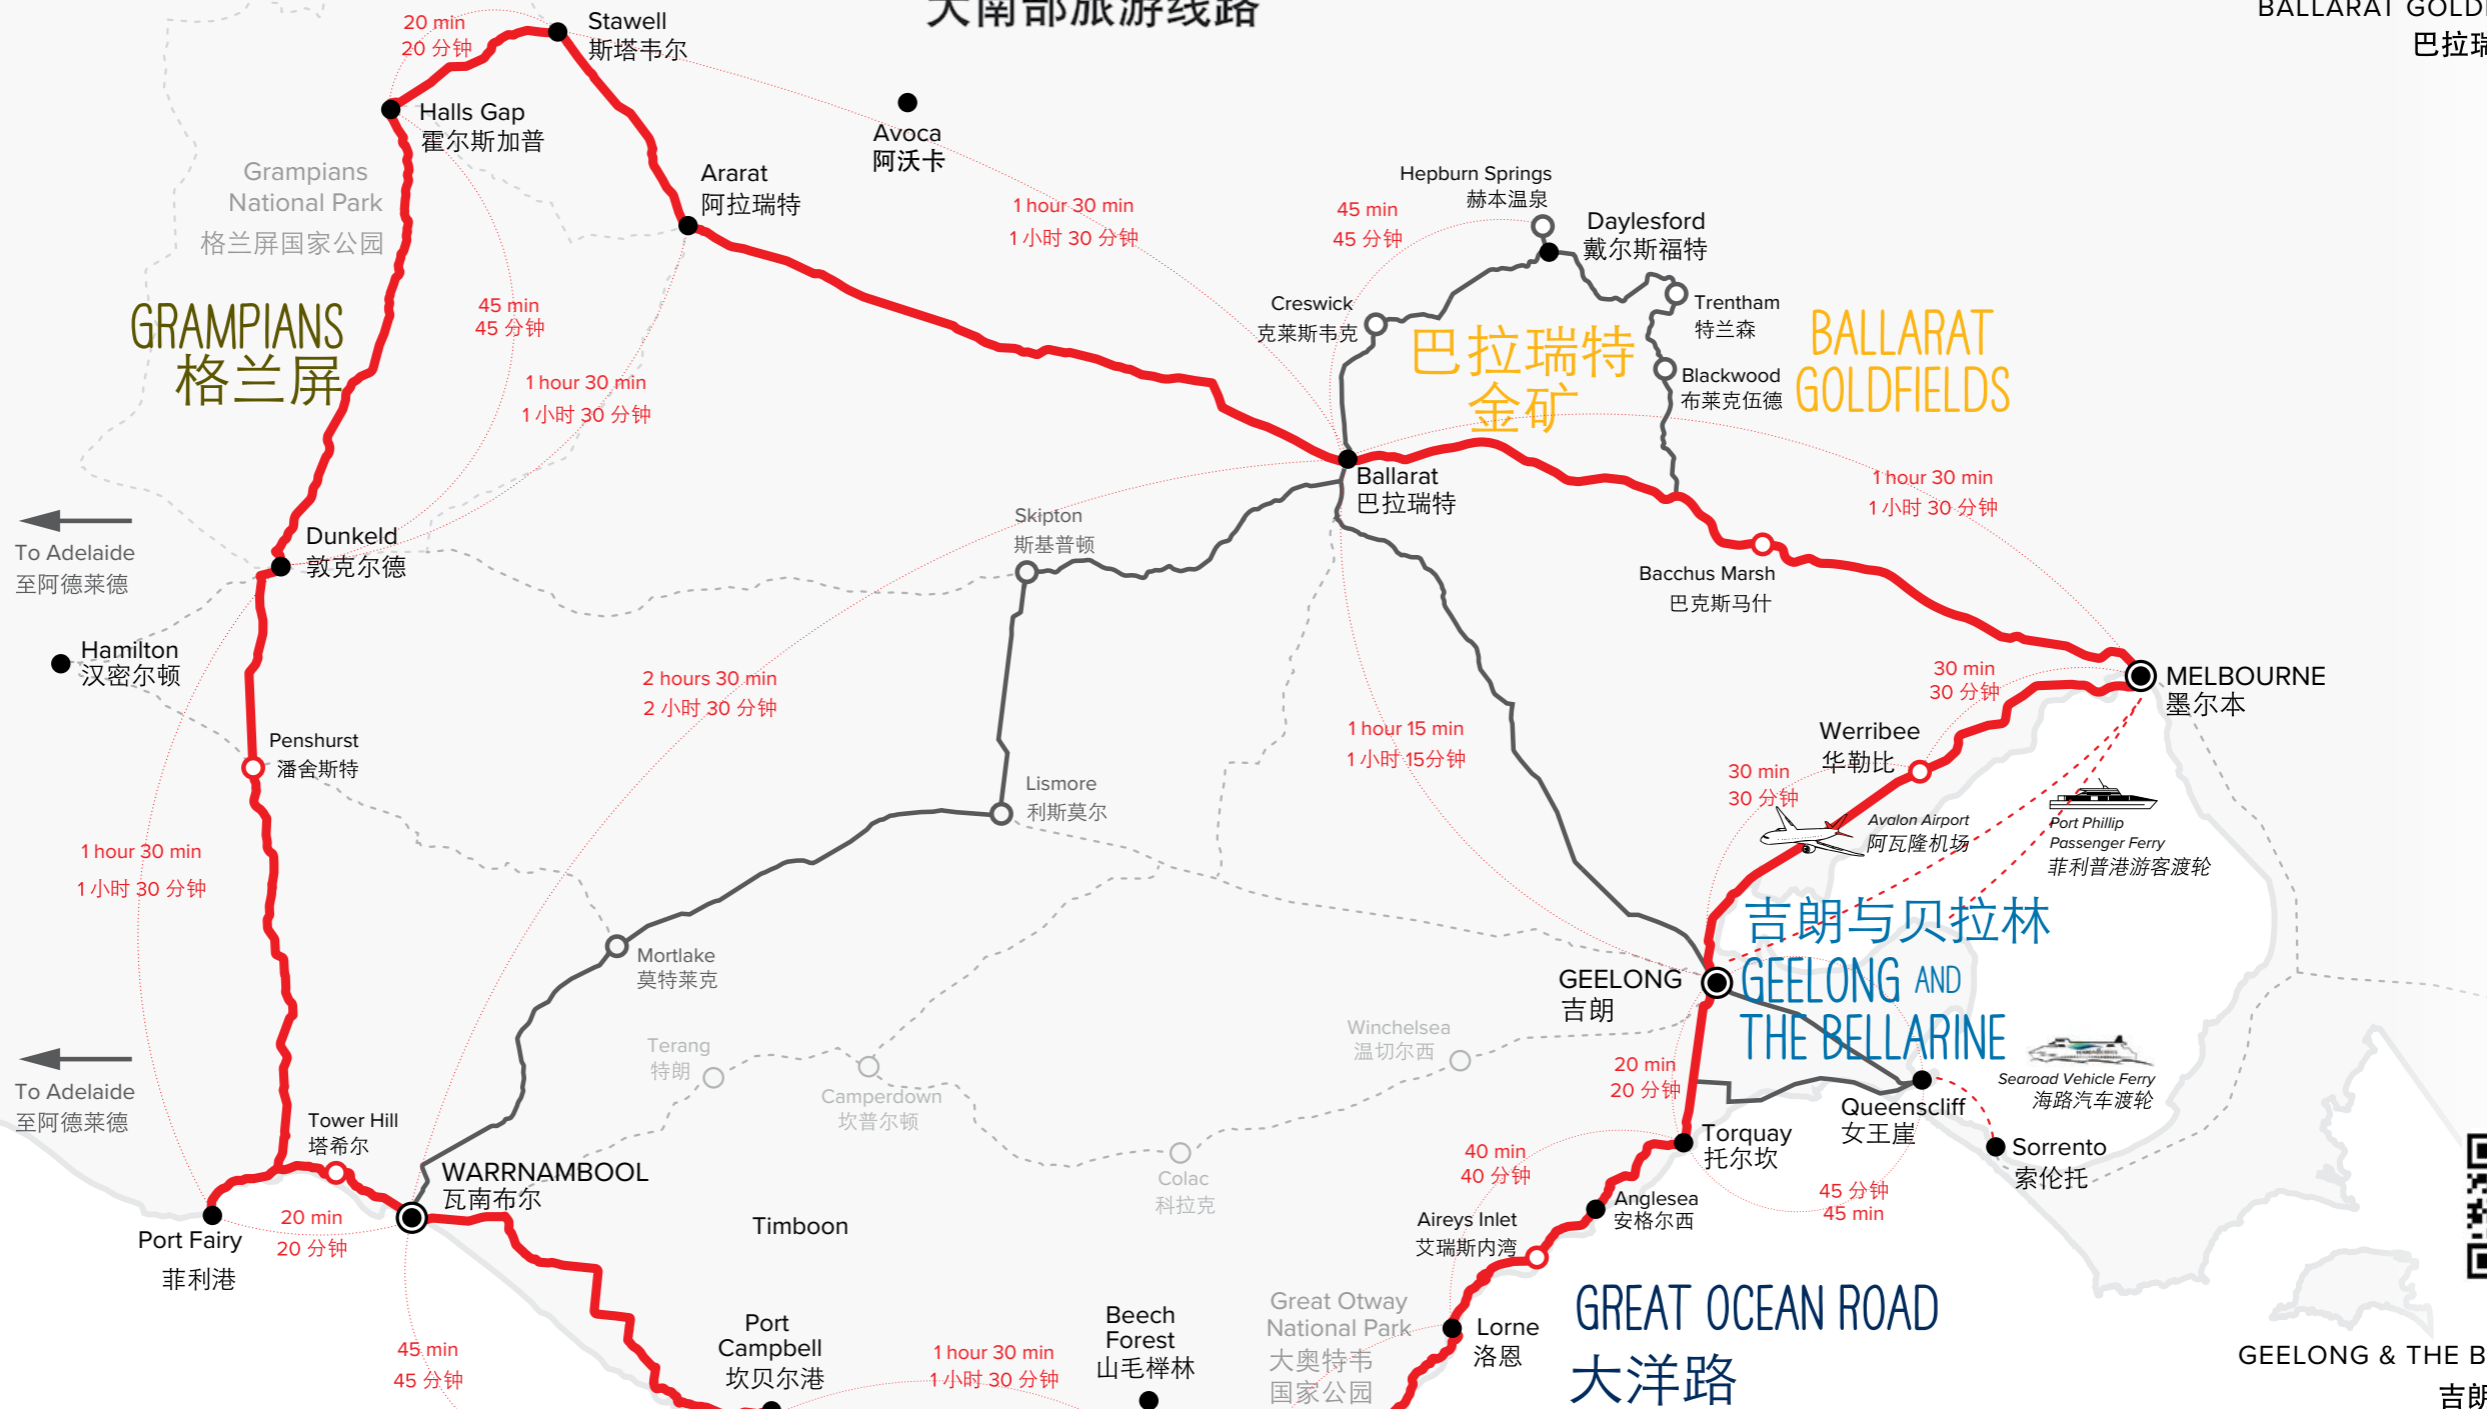 大南部旅游线路
BALLARAT GOLD
巴拉瑞
20 min
20 分钟
Stawell
斯塔韦尔
Halls Gap
霍尔斯加普
Avoca
阿沃卡
Grampians
National Park
格兰屏国家公园
Ararat
阿拉瑞特
1 hour 30 min
1 小时 30 分钟
Hepburn Springs
赫本温泉
45 min
45 分钟
Daylesford
戴尔斯福特
GRAMPIANS
格兰屏
45 min
45 分钟
Creswick
克莱斯韦克
Trentham
特兰森
巴拉瑞特
金矿
BALLARAT
GOLDFIELDS
Blackwood
布莱克伍德
1 hour 30 min
1 小时 30 分钟
Ballarat
巴拉瑞特
1 hour 30 min
1 小时 30 分钟
To Adelaide
至阿德莱德
Dunkeld
敦克尔德
Skipton
斯基普顿
Bacchus Marsh
巴克斯马什
Hamilton
汉密尔顿
2 hours 30 min
2 小时 30 分钟
30 min
30 分钟
MELBOURNE
墨尔本
Penshurst
潘舍斯特
1 hour 15 min
1 小时 15分钟
Werribee
华勒比
Lismore
利斯莫尔
30 min
30 分钟
Avalon Airport
阿瓦隆机场
Port Phillip
Passenger Ferry
菲利普港游客渡轮
1 hour 30 min
1 小时 30 分钟
吉朗与贝拉林
GEELONG AND
THE BELLARINE
Mortlake
莫特莱克
GEELONG
吉朗
To Adelaide
至阿德莱德
Terang
特朗
Camperdown
坎普尔顿
Winchelsea
温切尔西
20 min
20 分钟
Searoad Vehicle Ferry
海路汽车渡轮
Queenscliff
女王崖
Tower Hill
塔希尔
WARRNAMBOOL
瓦南布尔
Colac
科拉克
40 min
40 分钟
Torquay
托尔坎
Sorrento
索伦托
45 分钟
45 min
Port Fairy
菲利港
20 min
20 分钟
Timboon
Anglesea
安格尔西
Aireys Inlet
艾瑞斯内湾
45 min
45 分钟
Port
Campbell
坎贝尔港
1 hour 30 min
1 小时 30 分钟
Beech
Forest
山毛榉林
Great Otway
National Park
大奥特韦
国家公园
Lorne
洛恩
GREAT OCEAN ROAD
大洋路
GEELONG & THE B
吉朗